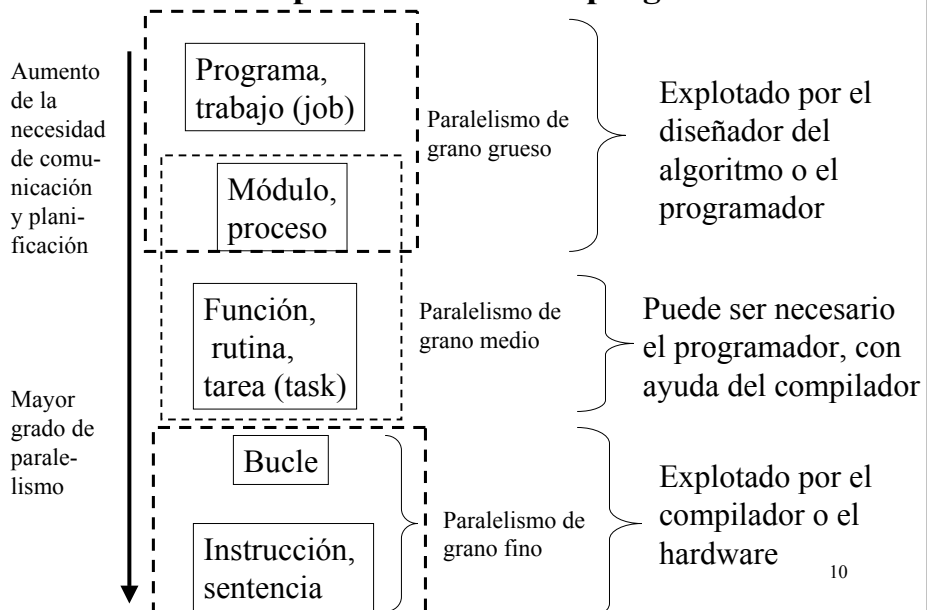 Aumento
de la
necesidad
de comu-
nicación
y plani-
ficación
Mayor
grado de
parale-
lismo
Programa,
trabajo (job)
Módulo,
proceso
Función,
rutina,
tarea (task)
Bucle
Instrucción,
sentencia
Paralelismo de
grano grueso
Paralelismo de
grano medio
Paralelismo de
grano fino
Explotado por el
diseñador del
algoritmo o el
programador
Puede ser necesario
el programador, con
ayuda del compilador
Explotado por el
compilador o el
hardware
10